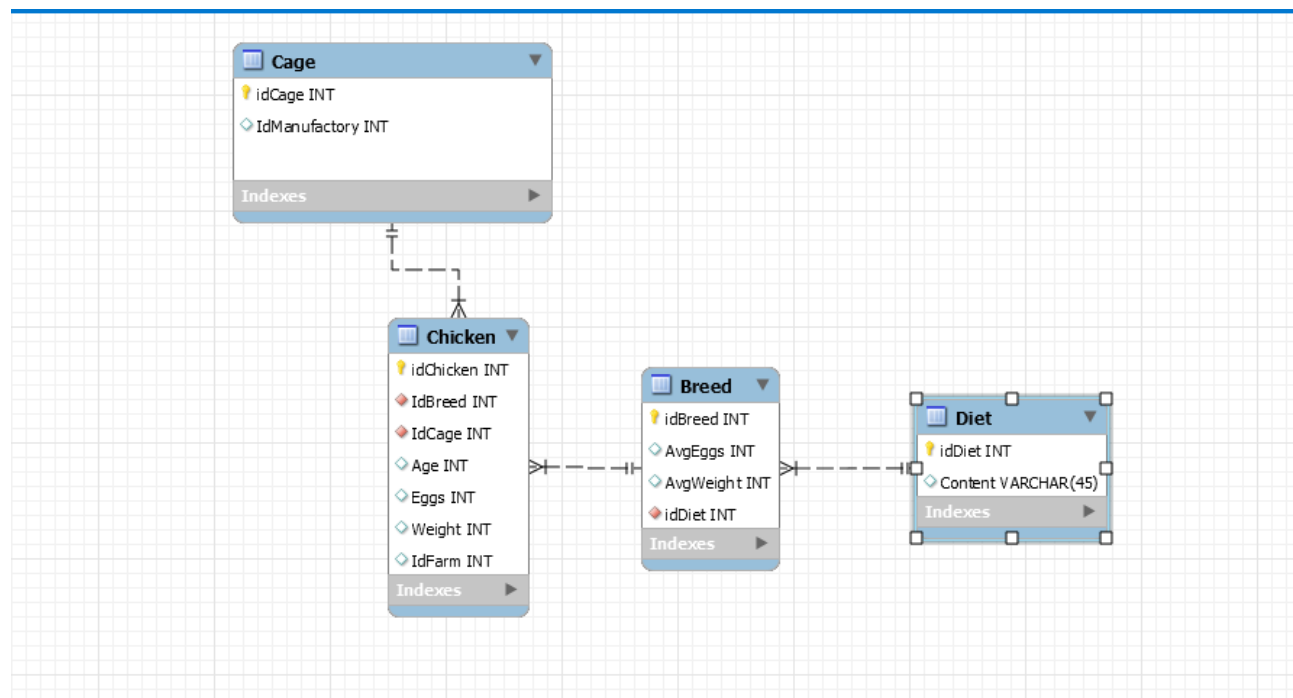 Cage
idCage INT
IdManufactory INT
Indexes
Chicken
idChicken INT
IdBreed INT
IdCage INT
Age INT
Eggs INT
Weight INT
IdFarm INT
Indexes
Breed
idBreed INT
AvgEggs INT
AvgWeight INT
idDiet INT
Indexes
Diet
idDiet INT
Content VARCHAR(45)
Indexes